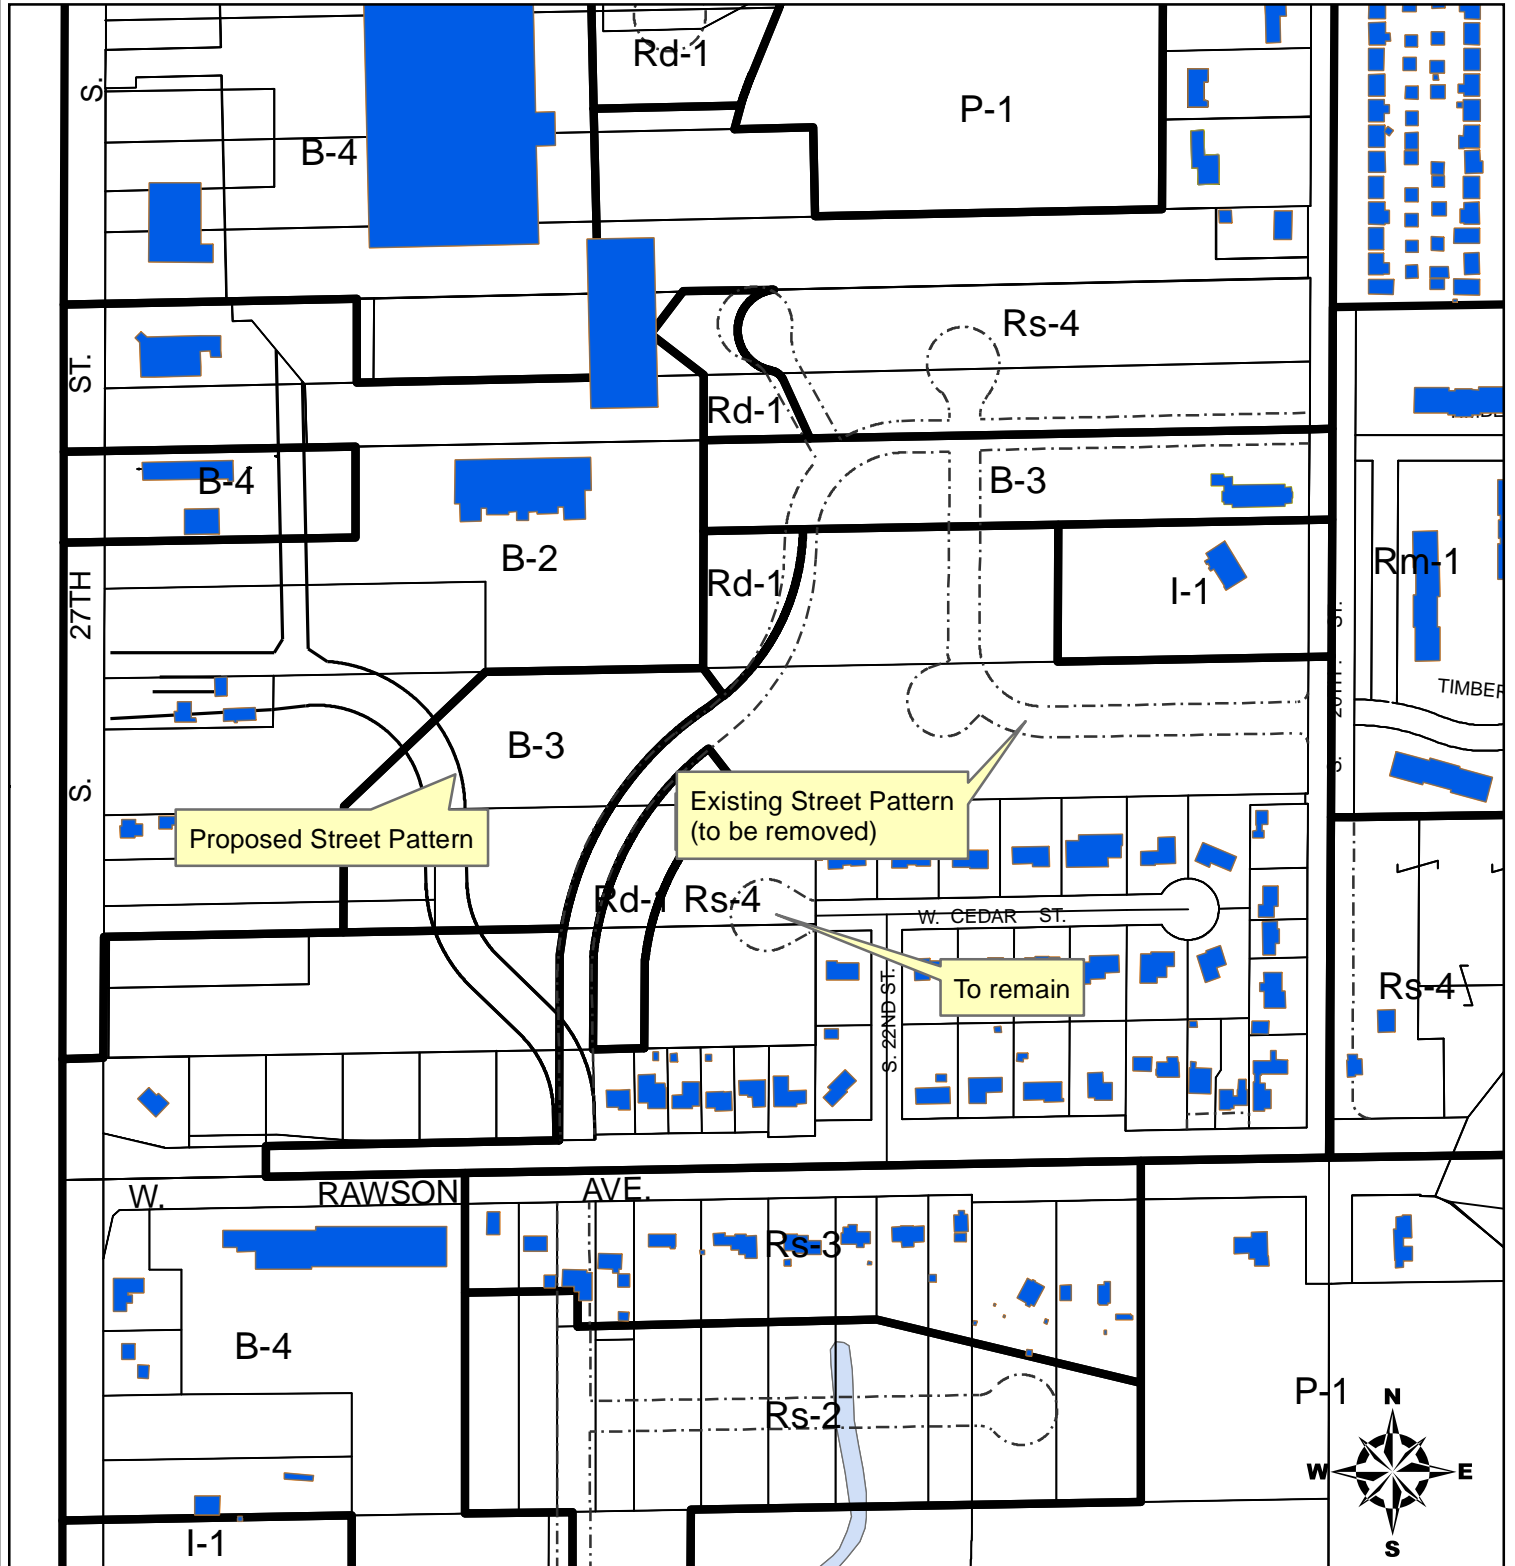 Rd-1
P-1
S.
B-4
Rs-4
ST.
Rd-1
B-4
B-3
B-2
Rm-1
27TH
Rd-1
I-1
ST.
TIMBER
20TH
B-3
S.
S.
Existing Street Pattern
(to be removed)
Proposed Street Pattern
Rd-1
Rs-4
W. CEDAR ST.
To remain
Rs-4
S. 22ND ST.
W. RAWSON AVE.
Rs-3
B-4
P-1
N
Rs-2
W
E
S
I-1